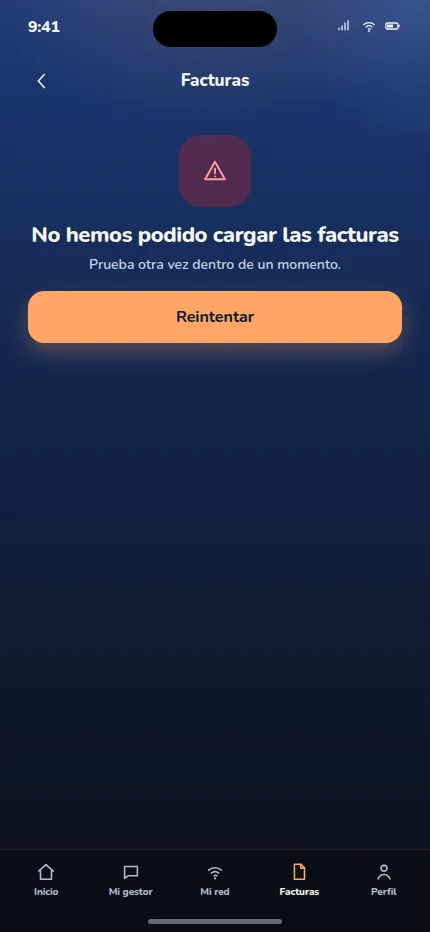 9:41
Facturas
No hemos podido cargar las facturas
Prueba otra vez dentro de un momento.
Reintentar
Inicio
Mi gestor
Mi red
Facturas
Perfil